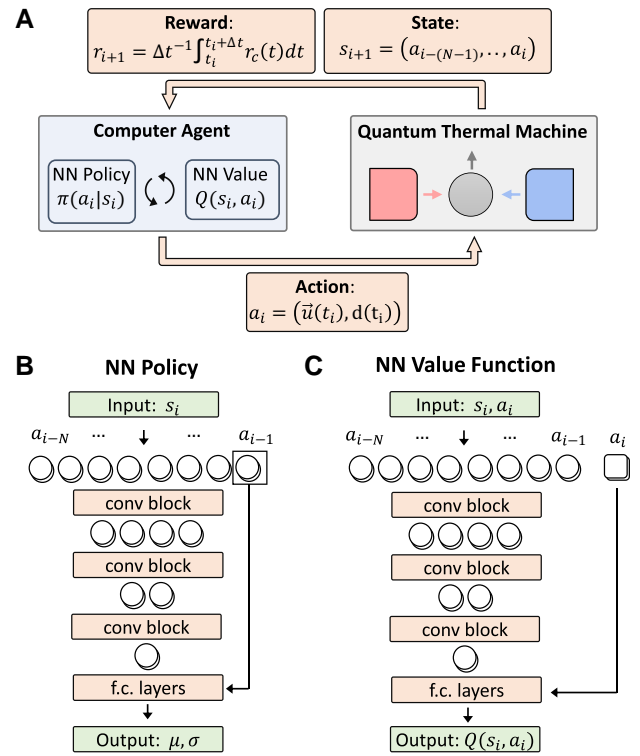 A
Reward:
r_{i+1} = Δt^{-1} ∫_{t_i}^{t_i+Δt} r_c(t)dt
State:
s_{i+1} = (a_{i-(N-1)},..,a_i)
Computer Agent
NN Policy
π(a_i|s_i)
NN Value
Q(s_i, a_i)
Quantum Thermal Machine
Action:
a_i = (u⃗(t_i), d(t_i))
B
NN Policy
Input: s_i
a_{i-N} ... ... a_{i-1}
conv block
conv block
conv block
f.c. layers
Output: μ, σ
C
NN Value Function
Input: s_i, a_i
a_{i-N} ... ... a_{i-1} a_i
conv block
conv block
conv block
f.c. layers
Output: Q(s_i, a_i)